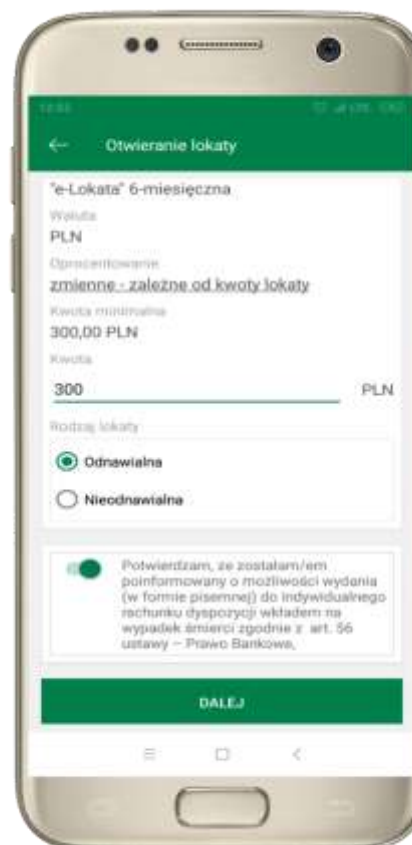 Otwieranie lokaty
"e-Lokata" 6-miesięczna
Waluta
PLN
Oprocentowanie
zmienne - zależne od kwoty lokaty
Kwota minimalna
300,00 PLN
Kwota
300 PLN
Rodzaj lokaty
Odnawialna
Nieodnawialna
Potwierdzam, ze zostałam/em
poinformowany o możliwości wydania
(w formie pisemnej) do indywidualnego
rachunku dyspozycji wkładem na
wypadek śmierci zgodnie z art. 56
ustawy – Prawo Bankowe,
DALEJ